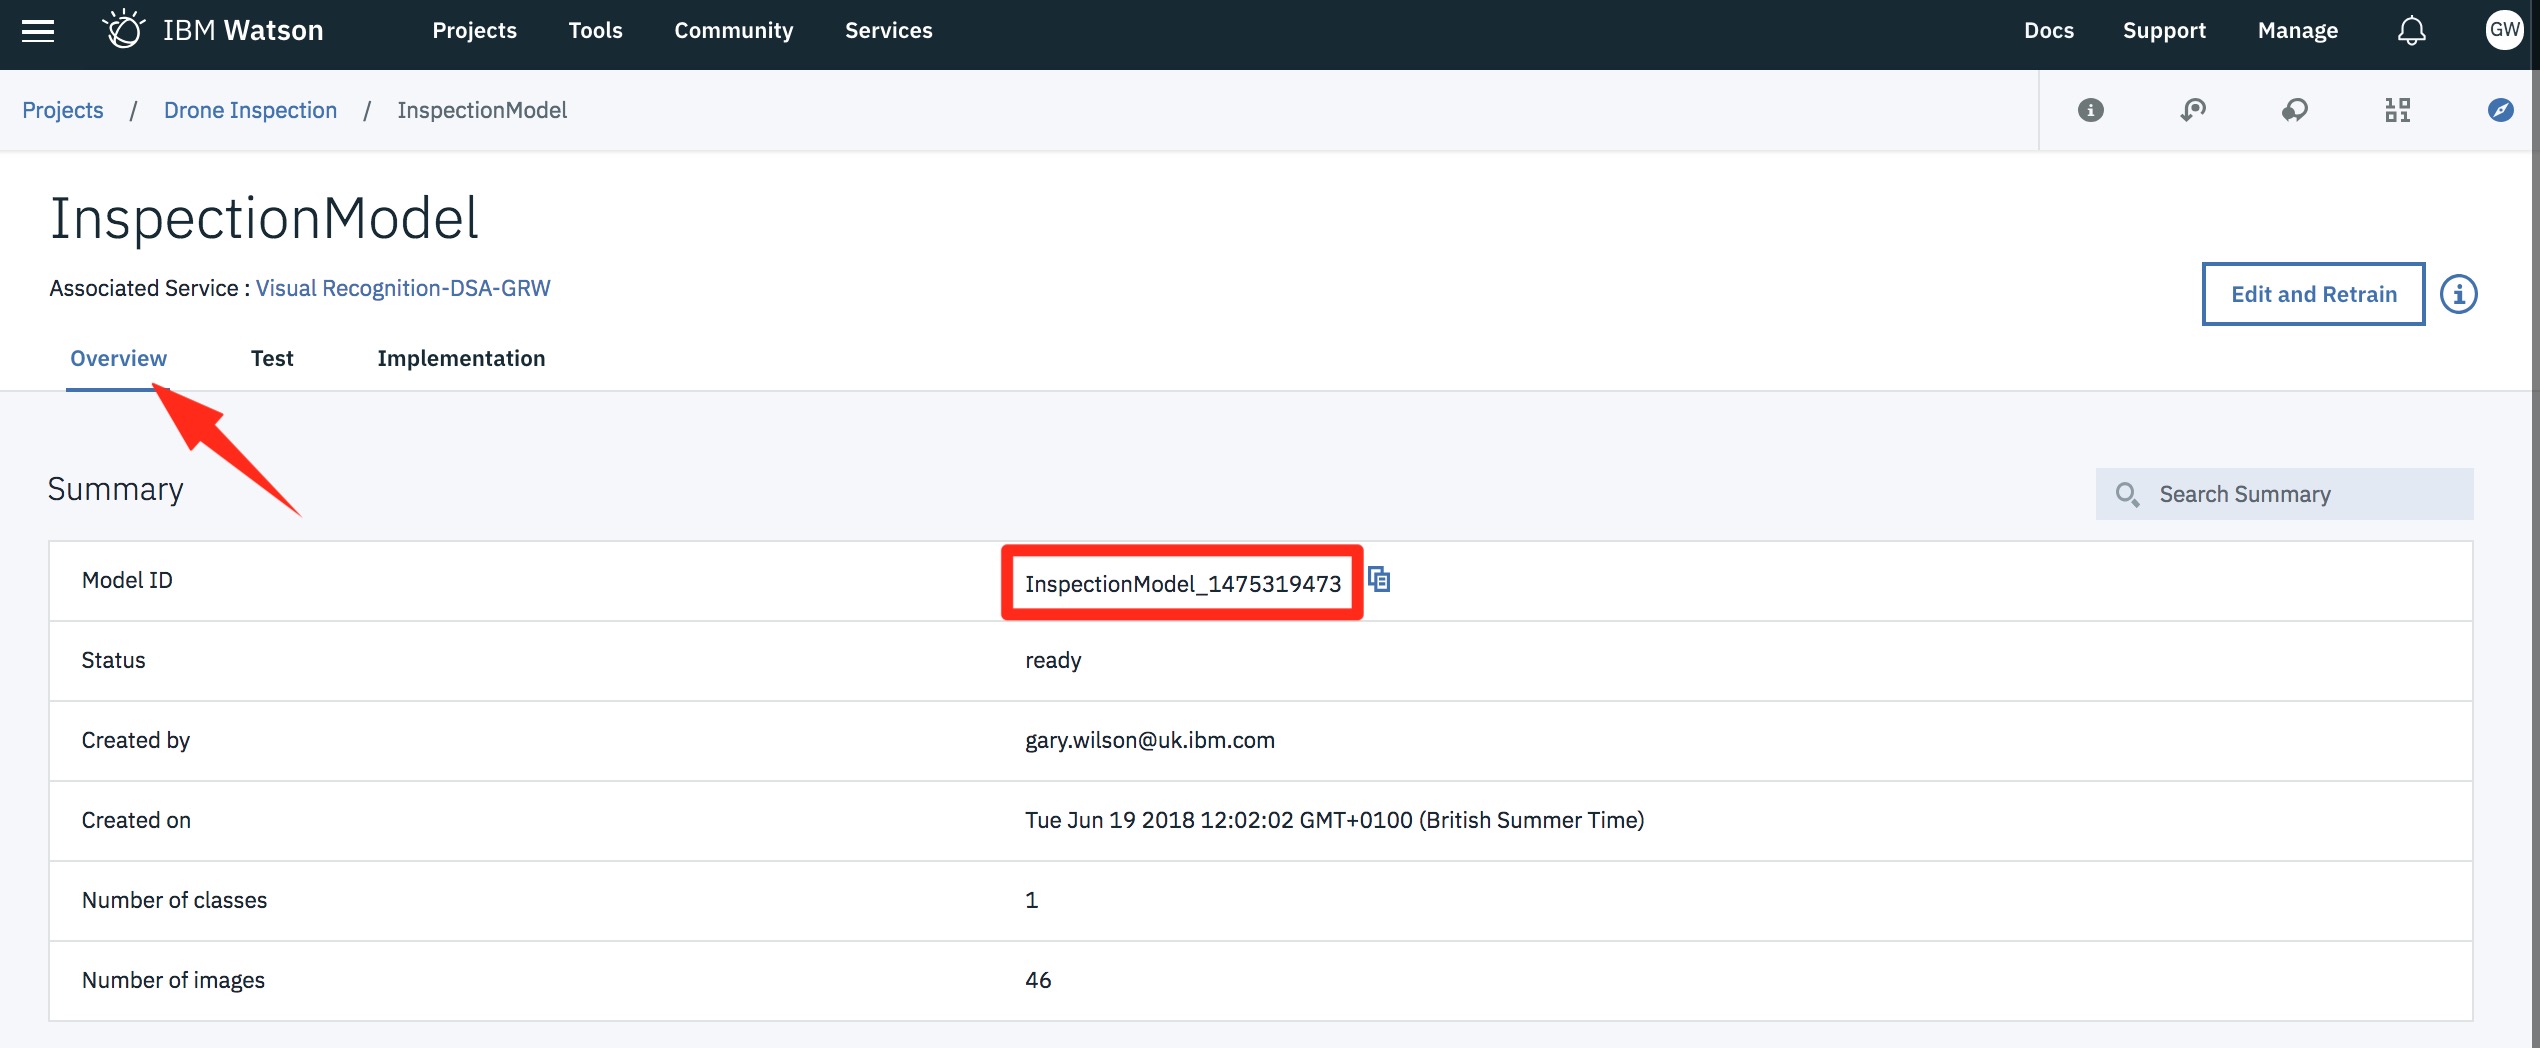 IBM Watson Projects Tools Community Services Docs Support Manage GW
Projects / Drone Inspection / InspectionModel
InspectionModel
Associated Service : Visual Recognition-DSA-GRW
Edit and Retrain
Overview Test Implementation
Summary
Search Summary
Model ID InspectionModel_1475319473
Status ready
Created by gary.wilson@uk.ibm.com
Created on Tue Jun 19 2018 12:02:02 GMT+0100 (British Summer Time)
Number of classes 1
Number of images 46